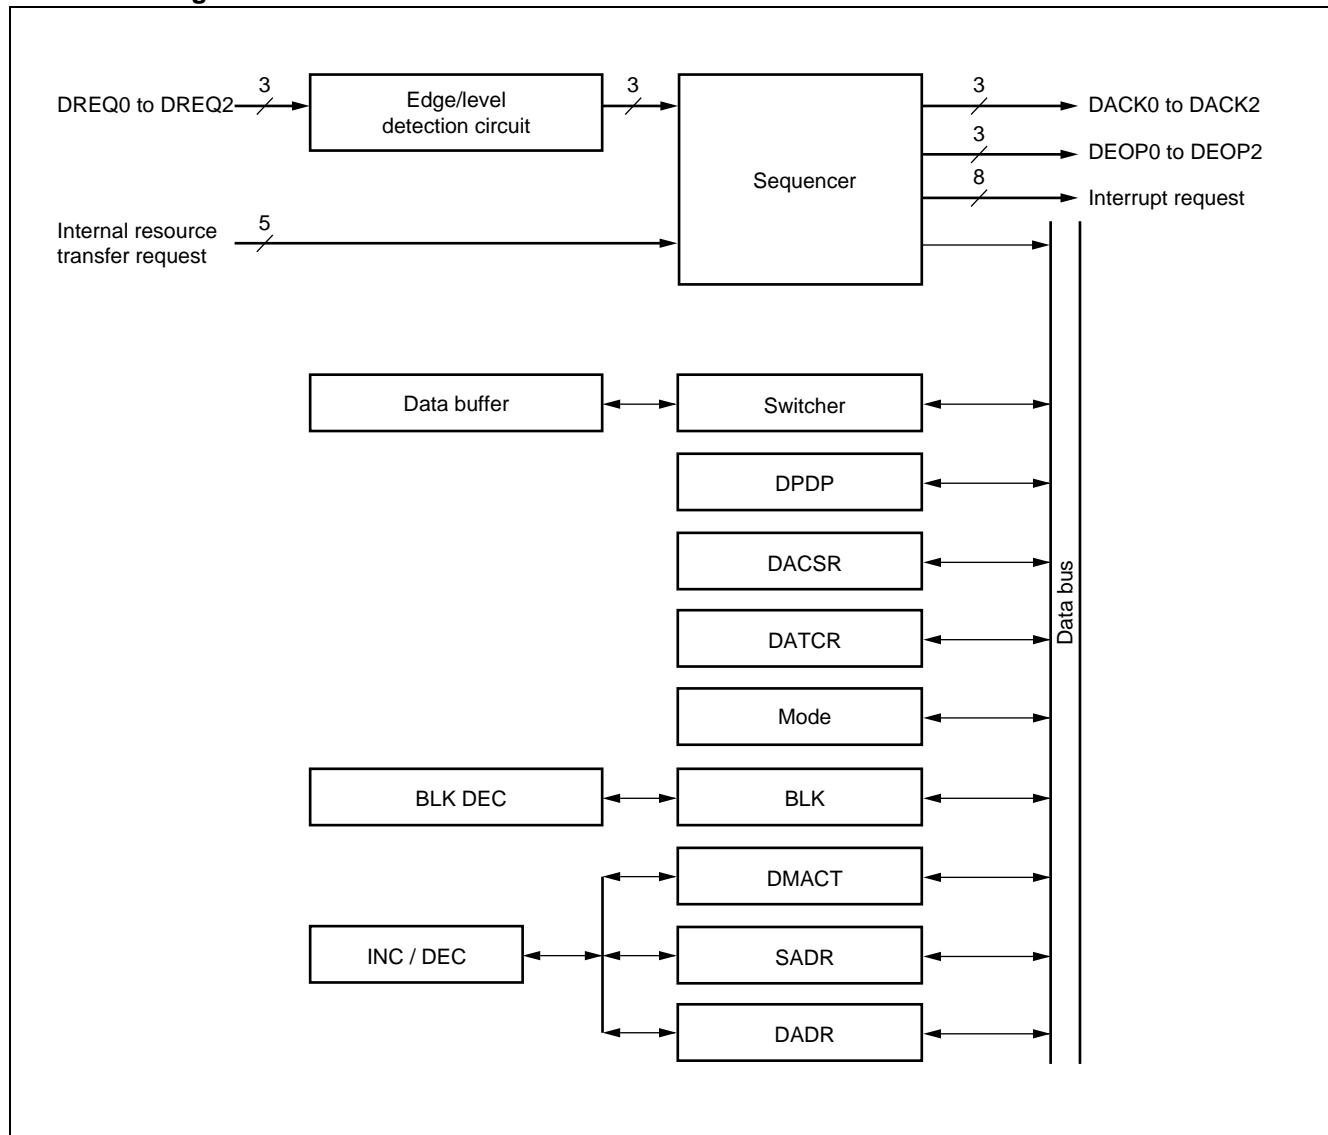 DREQ0 to DREQ2
3
Edge/level
detection circuit
3
Sequencer
3
DACK0 to DACK2
3
DEOP0 to DEOP2
8
Interrupt request
Internal resource
transfer request
5
Data buffer
Switcher
DPDP
DACSR
DATCR
Mode
BLK DEC
BLK
DMACT
INC / DEC
SADR
DADR
Data bus